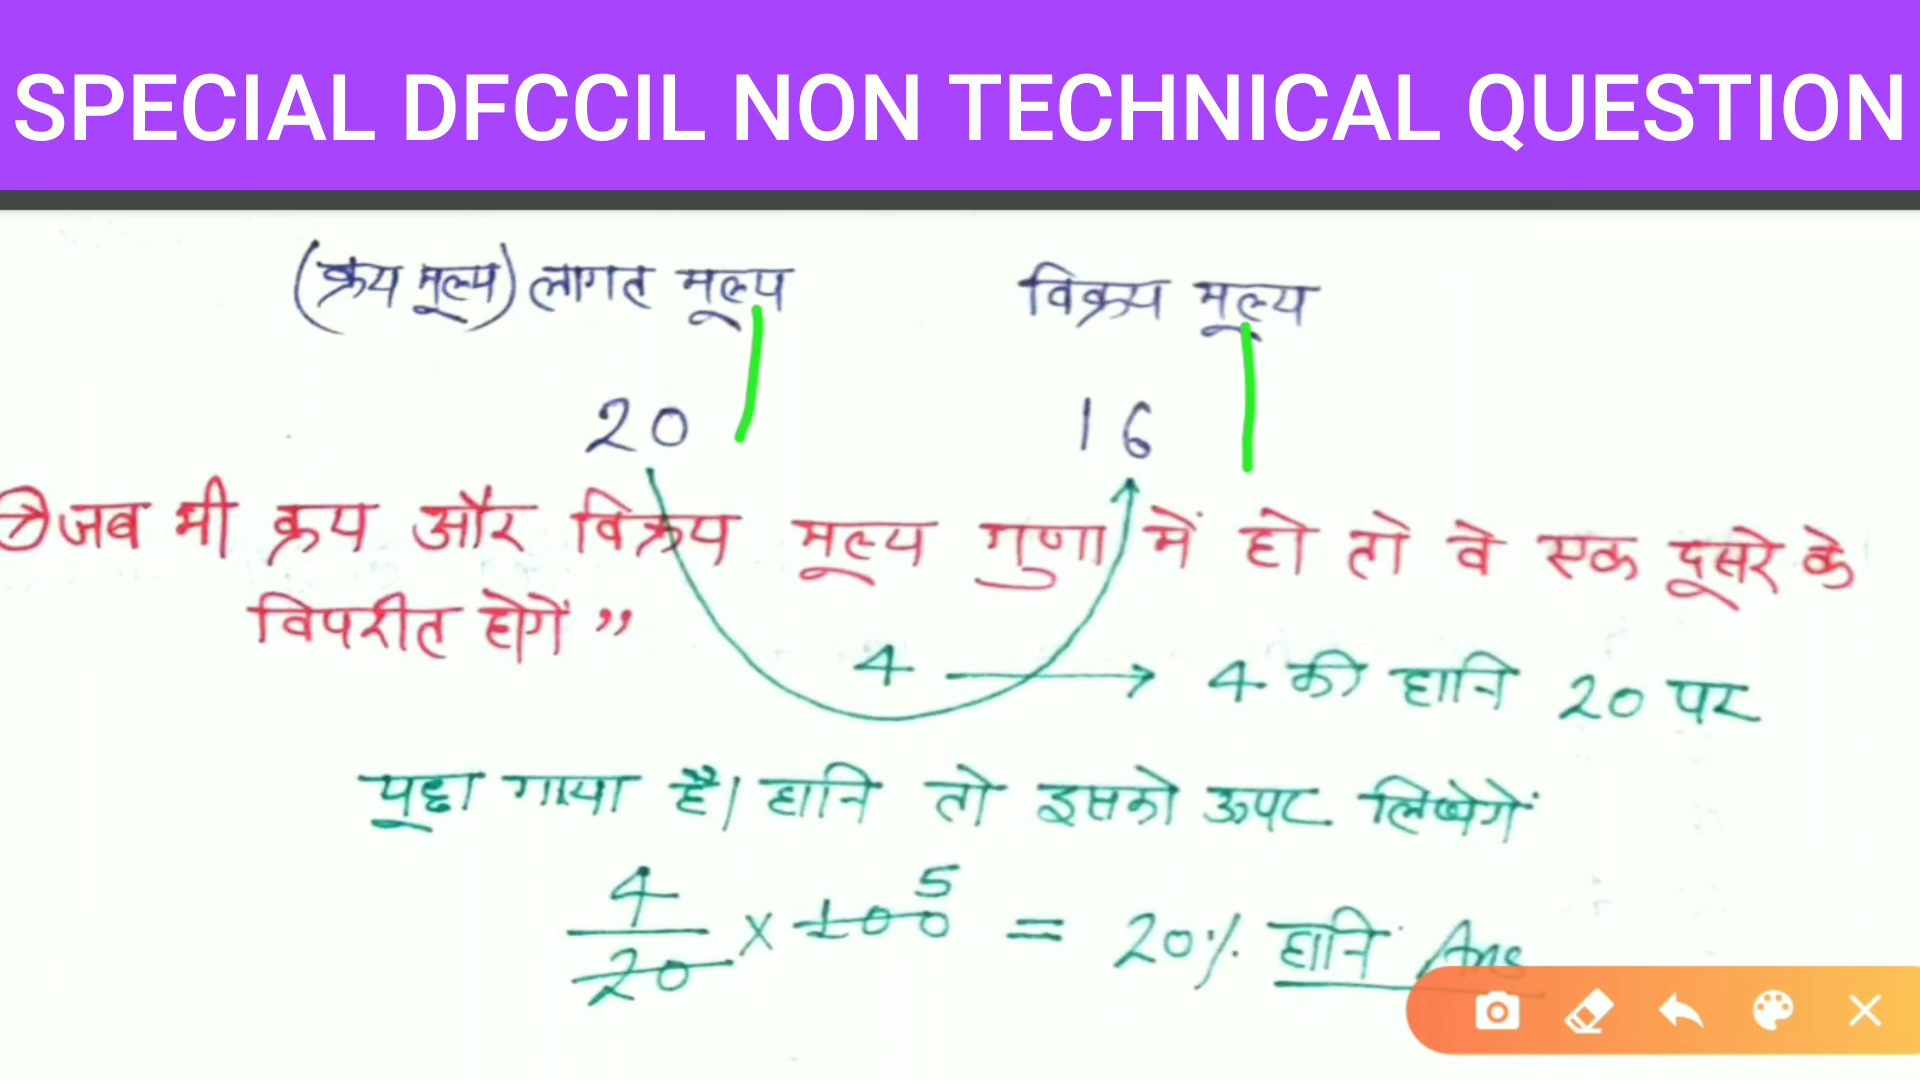 SPECIAL DFCCIL NON TECHNICAL QUESTION
(क्रय मूल्य) लागत मूल्य विक्रय मूल्य
20 16
जब भी क्रय और विक्रय मूल्य गुणा में हो तो वे एक दूसरे के
विपरीत होगें ”
4 → 4 की हानि 20 पर
पूछा गया है। हानि तो इसको ऊपर लिखेगें
4/20 × 100 5 = 20% हानि Ans